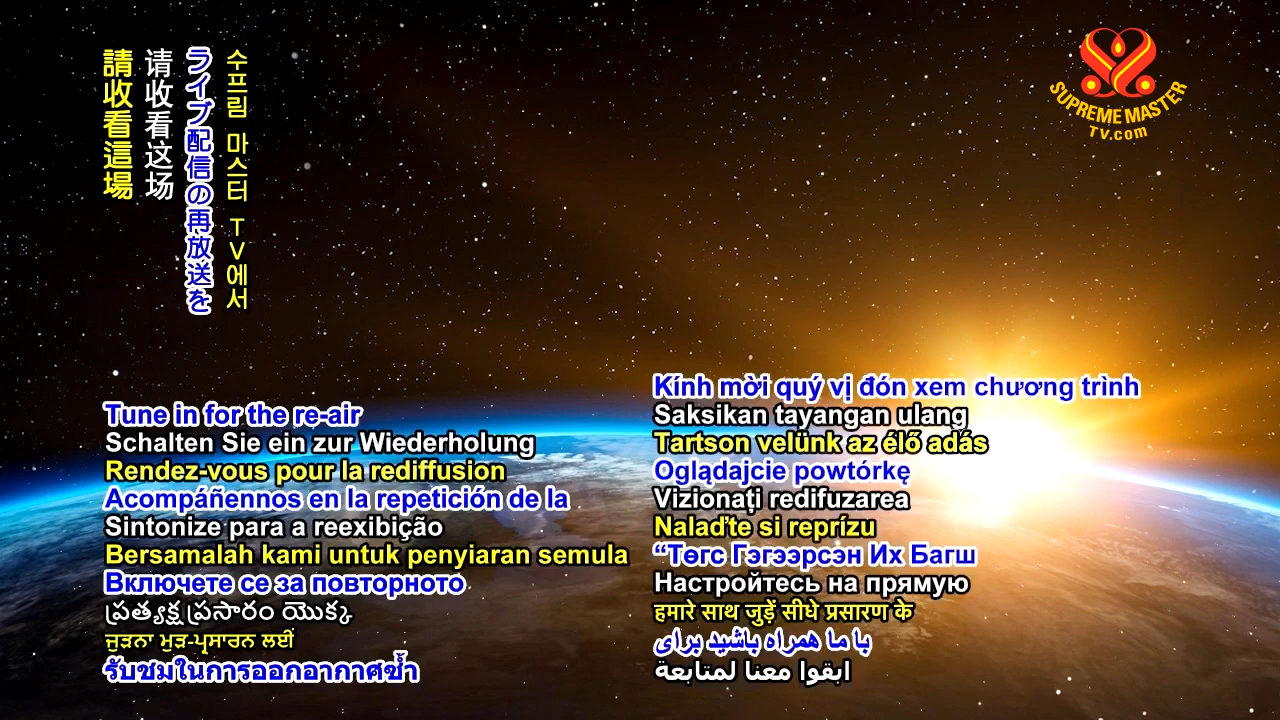 수프림 마스터 TV에서
ライブ配信の再放送を
请收看这场
請收看這場
SUPREME MASTER
TV.com
Tune in for the re-air
Schalten Sie ein zur Wiederholung
Rendez-vous pour la rediffusion
Acompáñennos en la repetición de la
Sintonize para a reexibição
Bersamalah kami untuk penyiaran semula
Включете се за повторното
ప్రత్యక్ష ప్రసారం యొక్క
ਜੁੜਨਾ ਮੁੜ-ਪ੍ਰਸਾਰਨ ਲਈ
รับชมในการออกอากาศซ้ำ
Kính mời quý vị đón xem chương trình
Saksikan tayangan ulang
Tartson velünk az élő adás
Oglądajcie powtórkę
Vizionați redifuzarea
Nalaďte si reprízu
“Төгс Гэгээрсэн Их Багш
Настройтесь на прямую
हमारे साथ जुड़ें सीधे प्रसारण के
با ما همراه باشید برای
ابقوا معنا لمتابعة